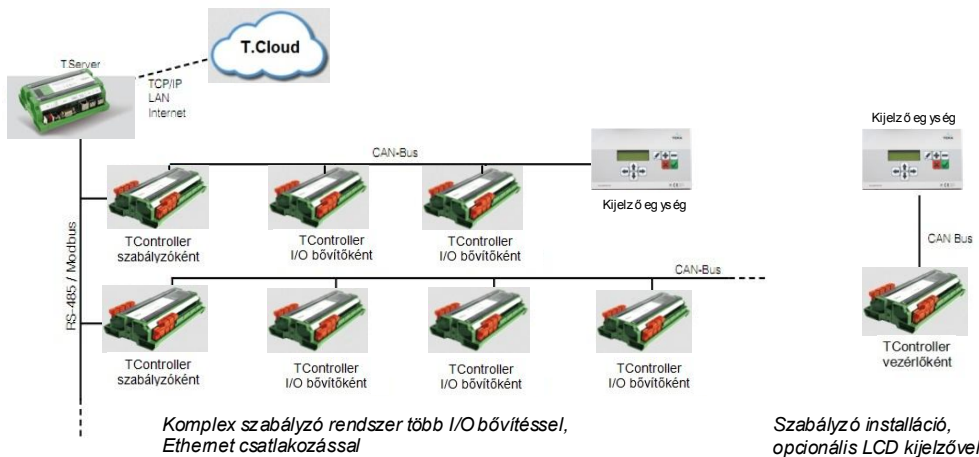 T.Server
T.Cloud
TCP/IP
LAN
Internet
Kijelző egység
CAN-Bus
Kijelző egység
TController
szabályzóként
TController
I/O bővítőként
TController
I/O bővítőként
CAN Bus
RS-485 / Modbus
CAN-Bus
TController
szabályzóként
TController
I/O bővítőként
TController
I/O bővítőként
TController
I/O bővítőként
TController
vezérlőként
Komplex szabályzó rendszer több I/O bővítéssel,
Ethernet csatlakozással
Szabályzó installáció,
opcionális LCD kijelzővel